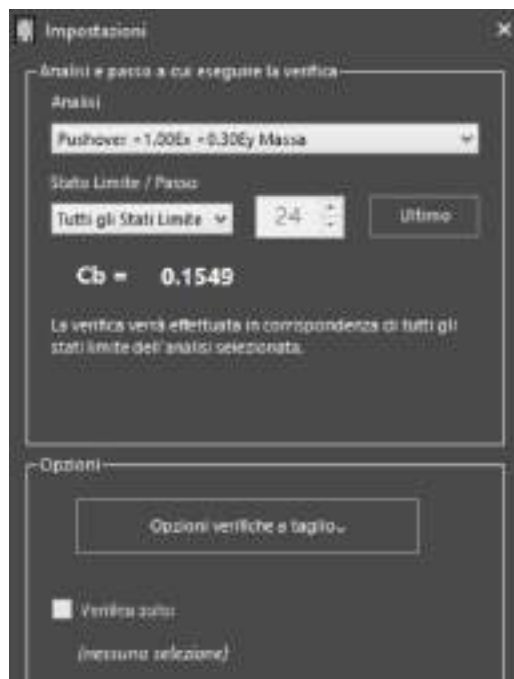 Impostazioni
Analisi e passo a cui eseguire la verifica
Analisi
Pushover +1.00Ex +0.30Ey Massa
Stato Limite / Passo
Tutti gli Stati Limite 24 Ultimo
Cb = 0.1549
La verifica verrà effettuata in corrispondenza di tutti gli
stati limite dell'analisi selezionata.
Opzioni
Opzioni verifiche a taglio...
Verifica
(nessuna selezione)